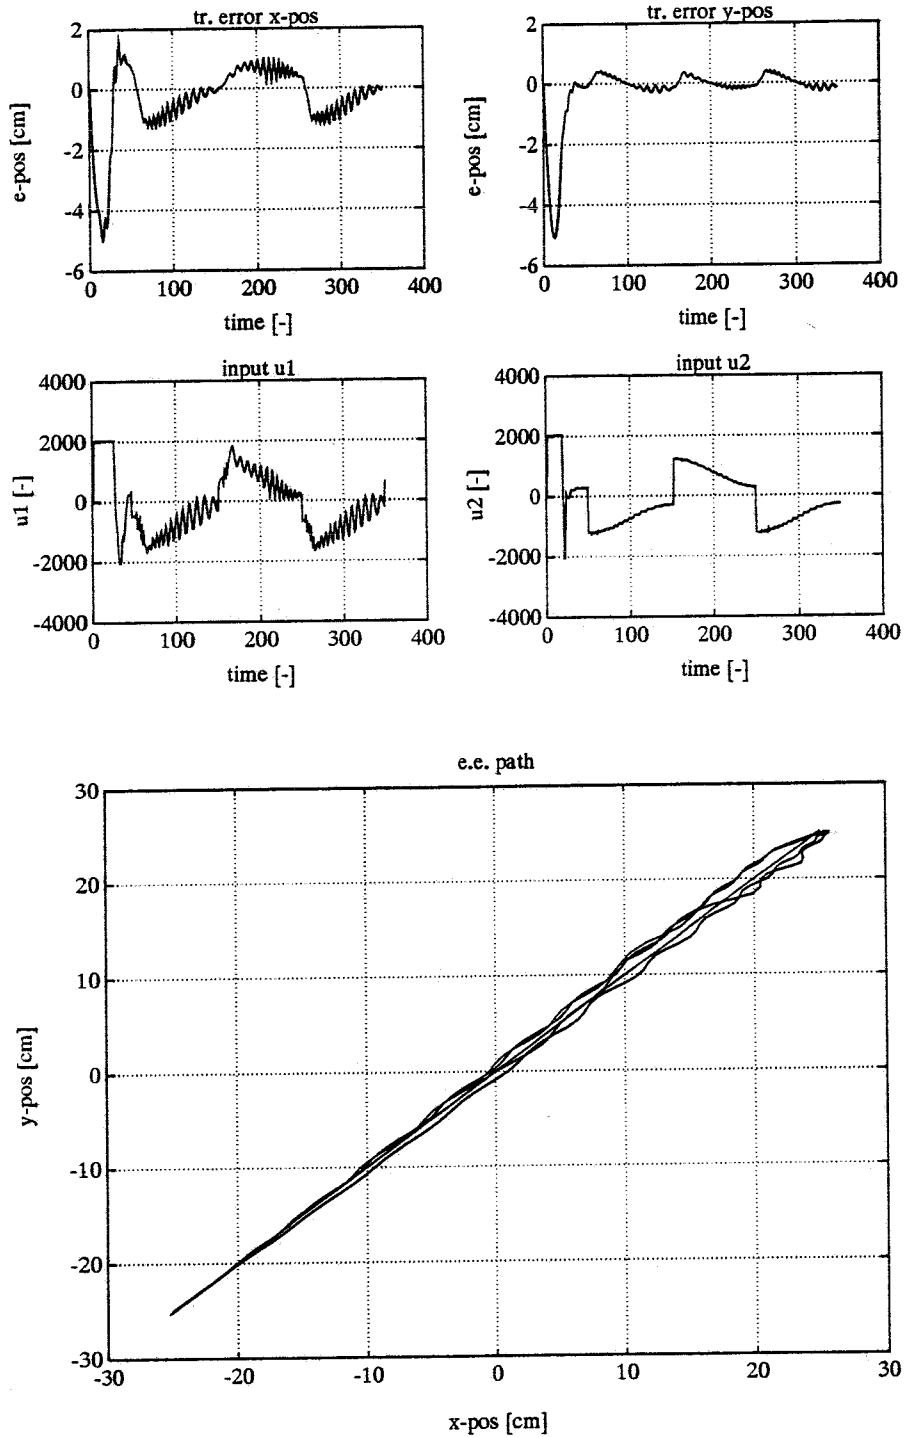 tr. error x-pos
2
0
-2
-4
-6
e-pos [cm]
0 100 200 300 400
time [-]
tr. error y-pos
2
0
-2
-4
-6
e-pos [cm]
0 100 200 300 400
time [-]
input u1
4000
2000
0
-2000
-4000
u1 [-]
0 100 200 300 400
time [-]
input u2
4000
2000
0
-2000
-4000
u2 [-]
0 100 200 300 400
time [-]
e.e. path
30
20
10
0
-10
-20
-30
y-pos [cm]
-30 -20 -10 0 10 20 30
x-pos [cm]